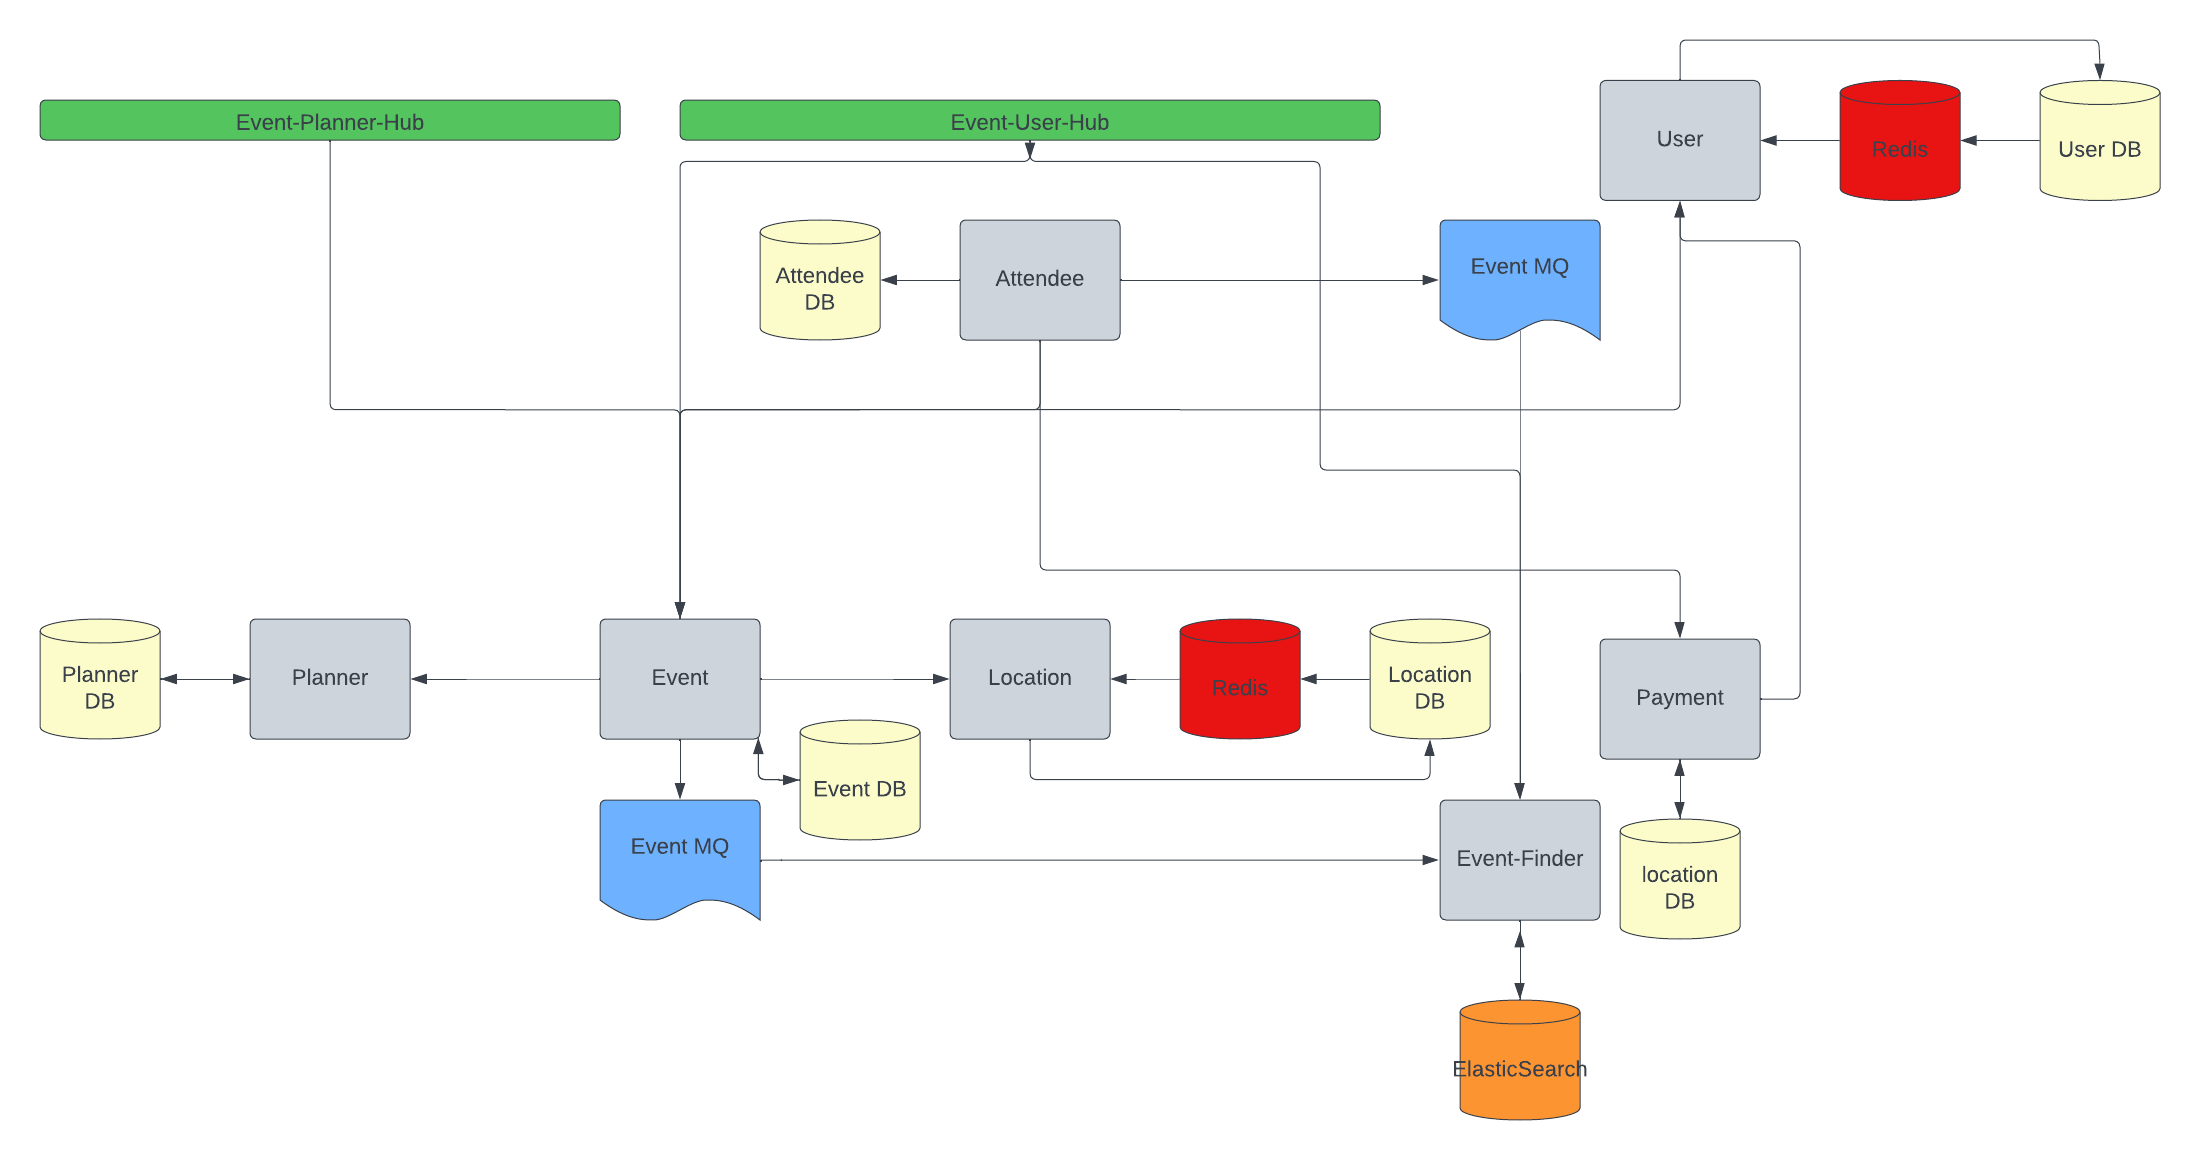 Event-Planner-Hub
Event-User-Hub
User
Redis
User DB
Attendee
DB
Attendee
Event MQ
Planner
DB
Planner
Event
Location
Redis
Location
DB
Payment
Event DB
Event MQ
Event-Finder
location
DB
ElasticSearch